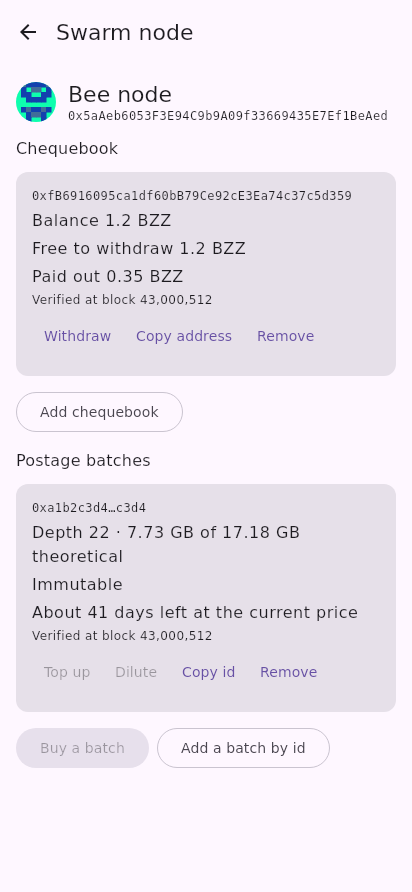 Swarm node
Bee node
0x5aAeb6053F3E94C9b9A09f33669435E7Ef1BeAed
Chequebook
0xfB6916095ca1df60bB79Ce92cE3Ea74c37c5d359
Balance 1.2 BZZ
Free to withdraw 1.2 BZZ
Paid out 0.35 BZZ
Verified at block 43,000,512
Withdraw Copy address Remove
Add chequebook
Postage batches
0xa1b2c3d4…c3d4
Depth 22 · 7.73 GB of 17.18 GB
theoretical
Immutable
About 41 days left at the current price
Verified at block 43,000,512
Top up Dilute Copy id Remove
Buy a batch Add a batch by id